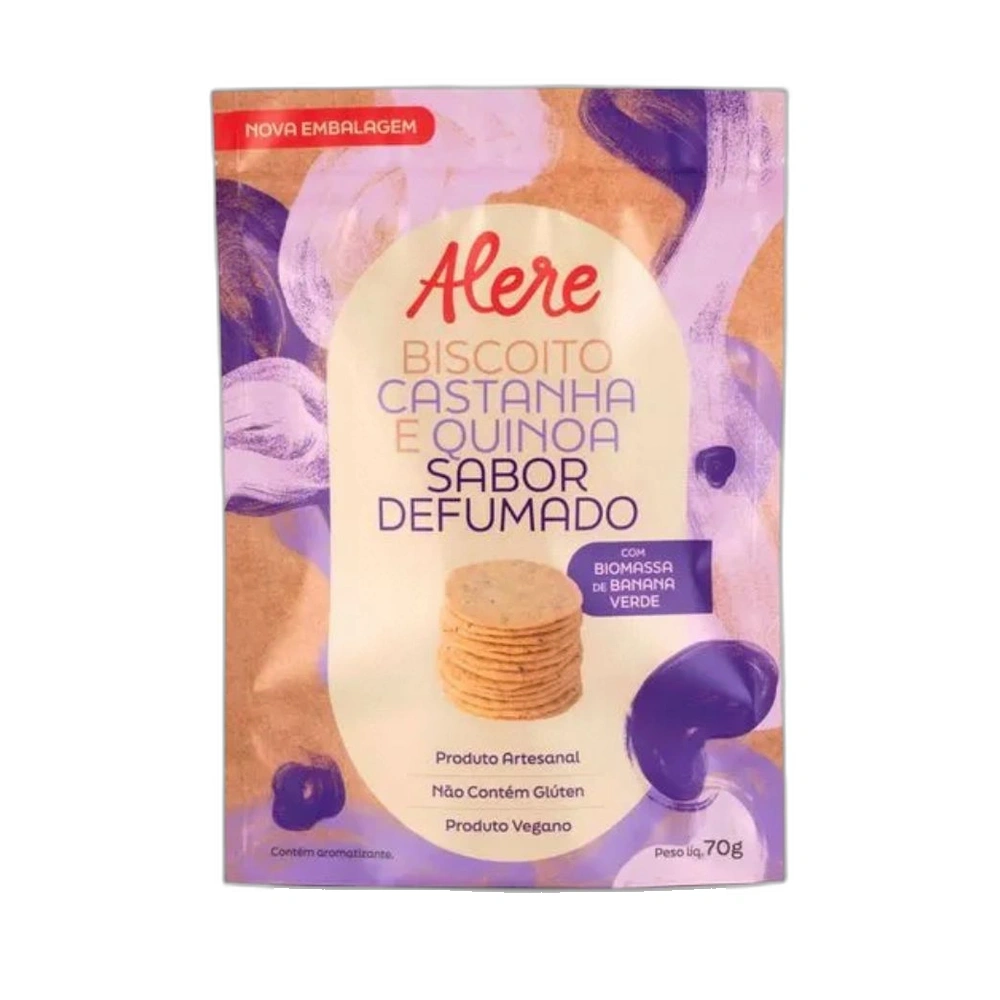 NOVA EMBALAGEM
Alere
BISCOITO
CASTANHA
E QUINOA
SABOR
DEFUMADO
COM
BIOMASSA
DE BANANA
VERDE
Produto Artesanal
Não Contém Glúten
Produto Vegano
Contém aromatizante.
Peso líq. 70g